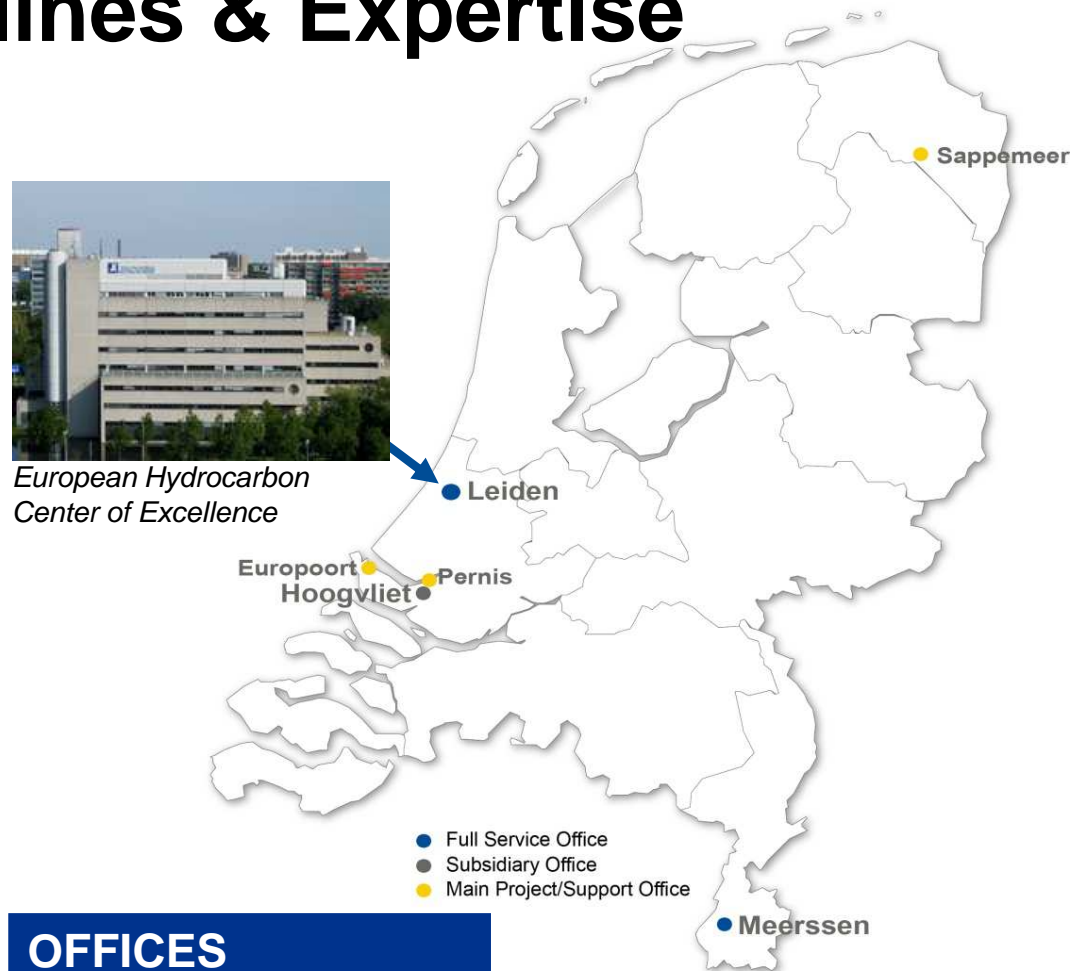 lines & Expertise
Sappemeer
European Hydrocarbon
Center of Excellence
Leiden
Europoort
Pernis
Hoogvliet
Full Service Office
Subsidiary Office
Main Project/Support Office
Meerssen
OFFICES